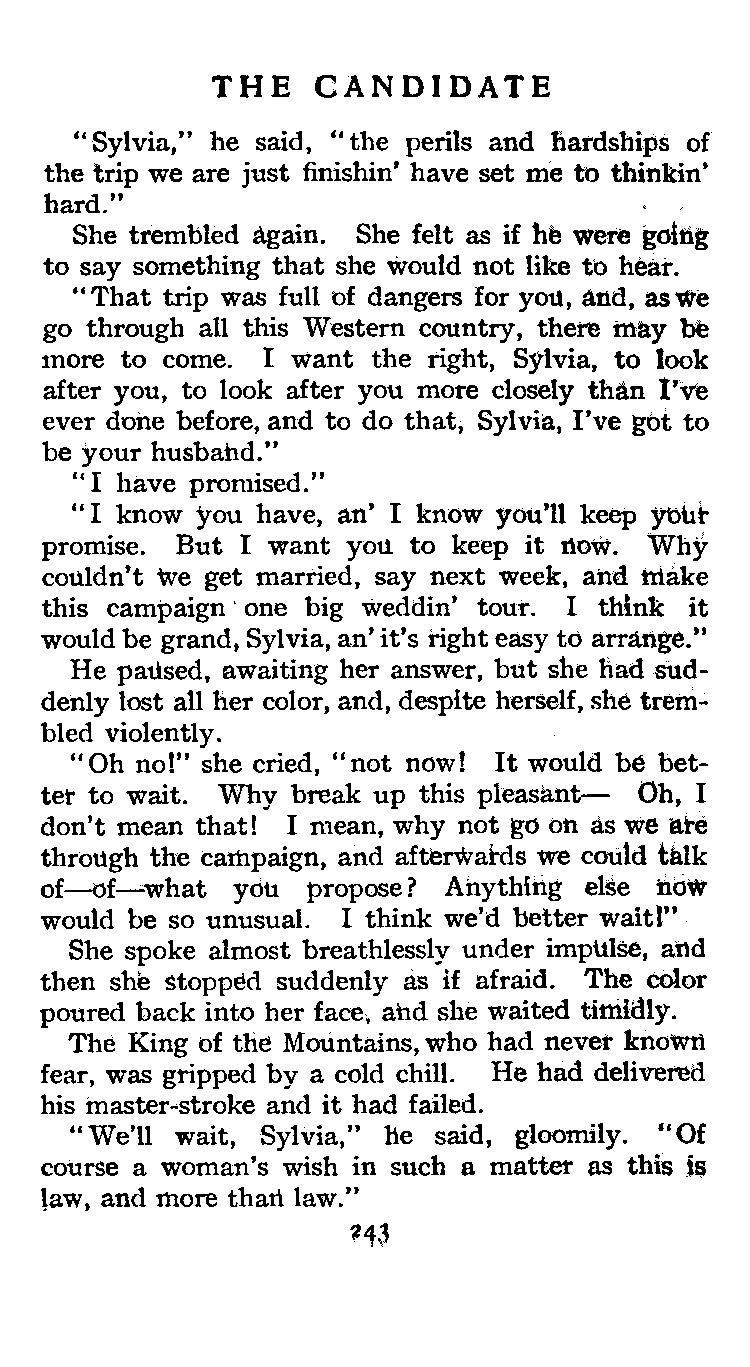 THE CANDIDATE
"Sylvia," he said, "the perils and hardships of
the trip we are just finishin' have set me to thinkin'
hard."
She trembled again. She felt as if he were going
to say something that she would not like to hear.
"That trip was full of dangers for you, and, as we
go through all this Western country, there may be
more to come. I want the right, Sylvia, to look
after you, to look after you more closely than I've
ever done before, and to do that, Sylvia, I've got to
be your husband."
"I have promised."
"I know you have, an' I know you'll keep your
promise. But I want you to keep it now. Why
couldn't we get married, say next week, and make
this campaign one big weddin' tour. I think it
would be grand, Sylvia, an' it's right easy to arrange."
He paused, awaiting her answer, but she had sud-
denly lost all her color, and, despite herself, she trem-
bled violently.
"Oh no!" she cried, "not now! It would be bet-
ter to wait. Why break up this pleasant— Oh, I
don't mean that! I mean, why not go on as we are
through the campaign, and afterwards we could talk
of—of—what you propose? Anything else now
would be so unusual. I think we'd better wait!"
She spoke almost breathlessly under impulse, and
then she stopped suddenly as if afraid. The color
poured back into her face, and she waited timidly.
The King of the Mountains, who had never known
fear, was gripped by a cold chill. He had delivered
his master-stroke and it had failed.
"We'll wait, Sylvia," he said, gloomily. "Of
course a woman's wish in such a matter as this is
law, and more than law."
243